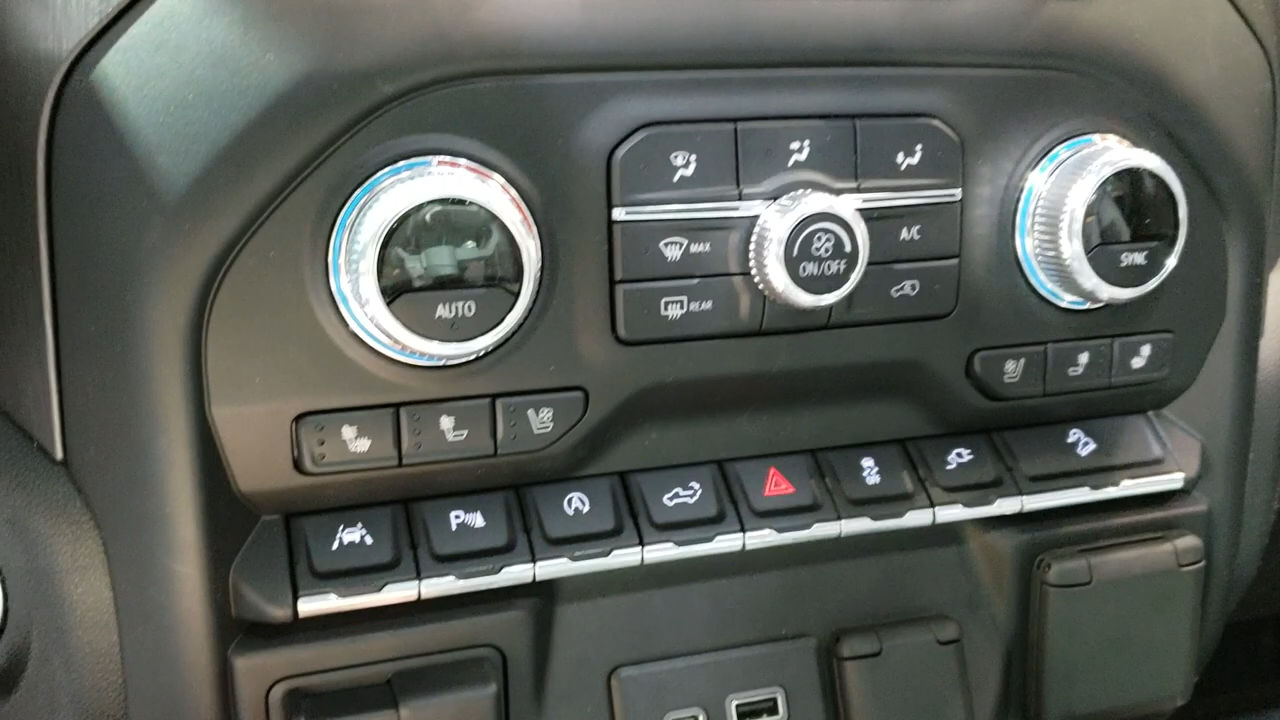 MAX
A/C
ON/OFF
REAR
AUTO
SYNC
P
A
OFF